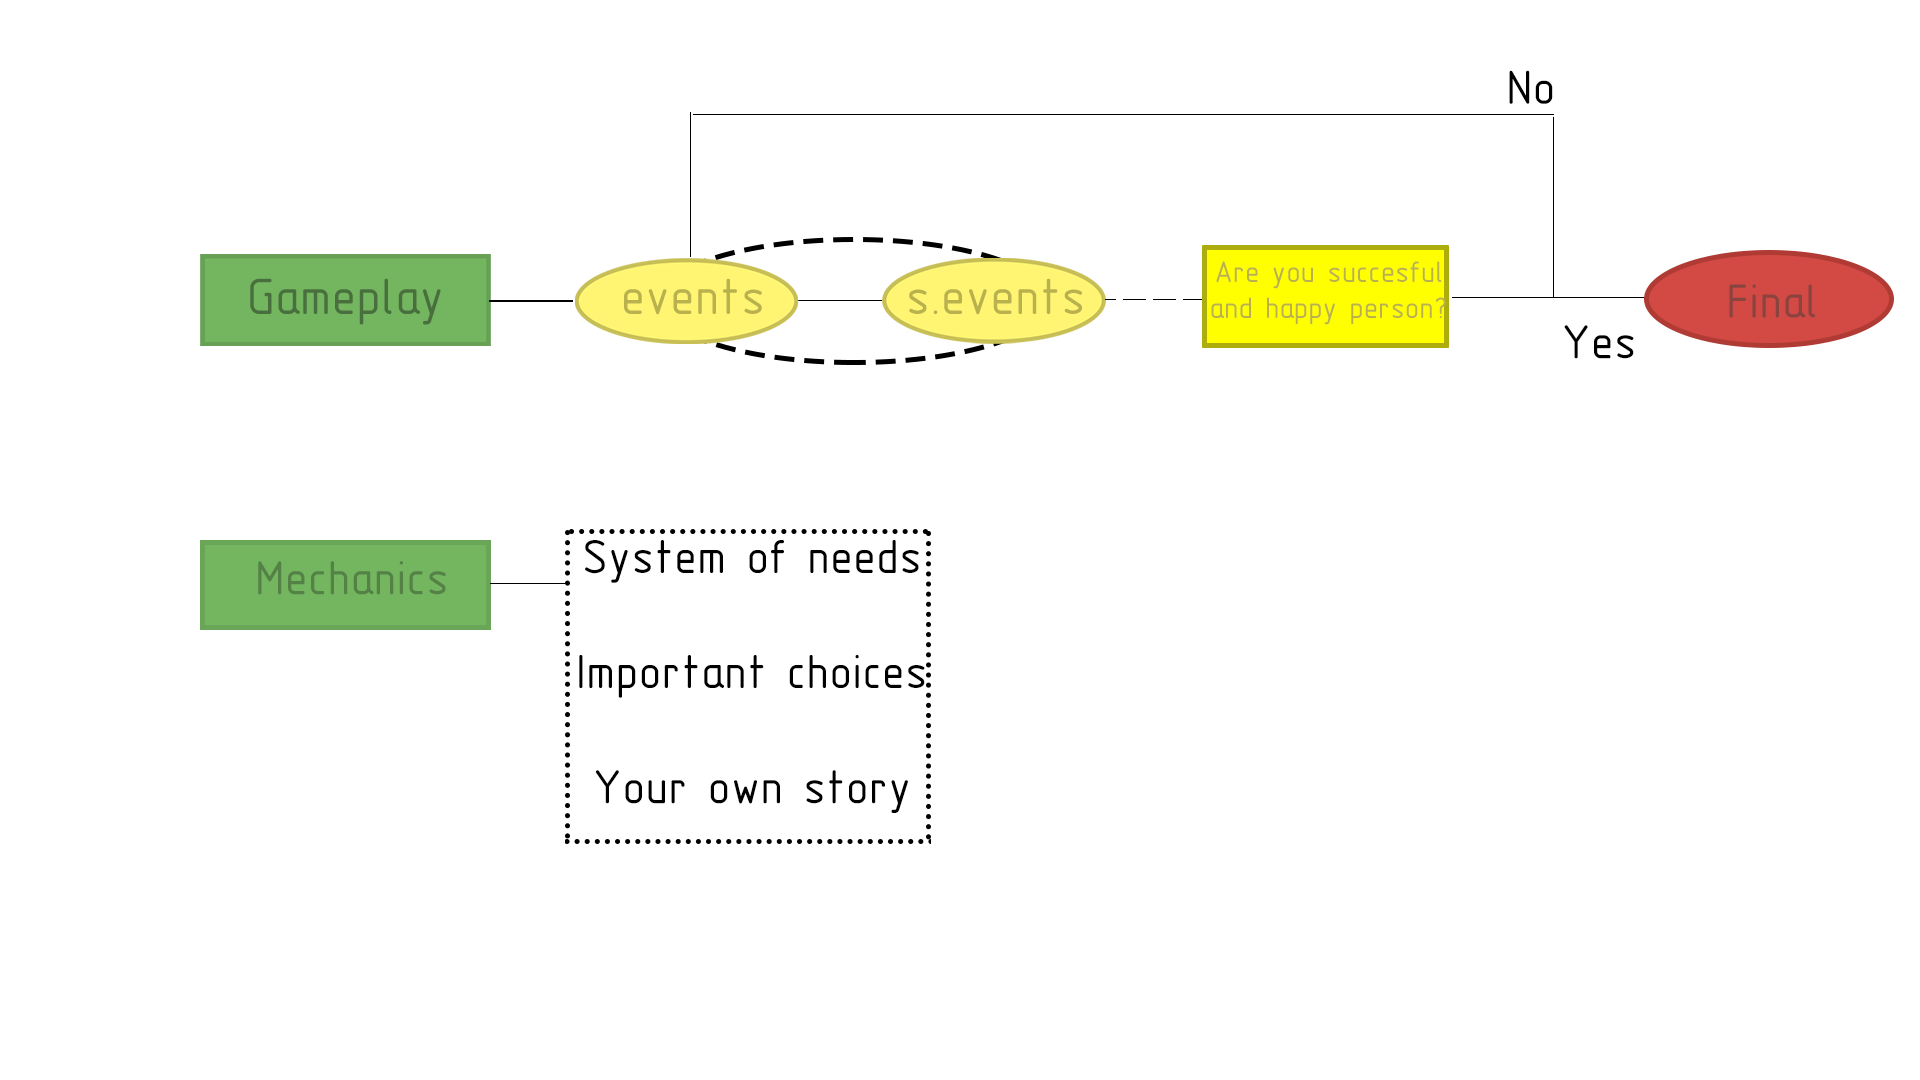 No
Gameplay
events
s.events
Are you succesful
and happy person?
Final
Yes
Mechanics
System of needs
Important choices
Your own story